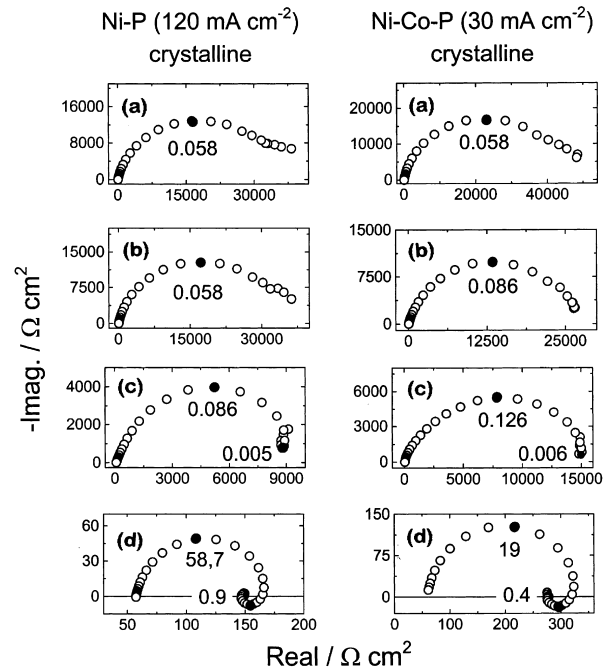 Ni-P (120 mA cm-2) Ni-Co-P (30 mA cm-2)
crystalline crystalline
(a) (a)
16000 20000
8000 10000
0 0
0.058 0.058
0 15000 30000 0 20000 40000
(b) (b)
15000 15000
7500 7500
0 0
0.058 0.086
0 15000 30000 0 12500 25000
-Imag. / Ω cm2
(c) (c)
4000 6000
2000 3000
0 0
0.086 0.126
0.005 0.006
0 3000 6000 9000 0 5000 10000 15000
(d) (d)
60 150
30 75
0 0
58,7 19
0.9 0.4
50 100 150 200 0 100 200 300
Real / Ω cm2